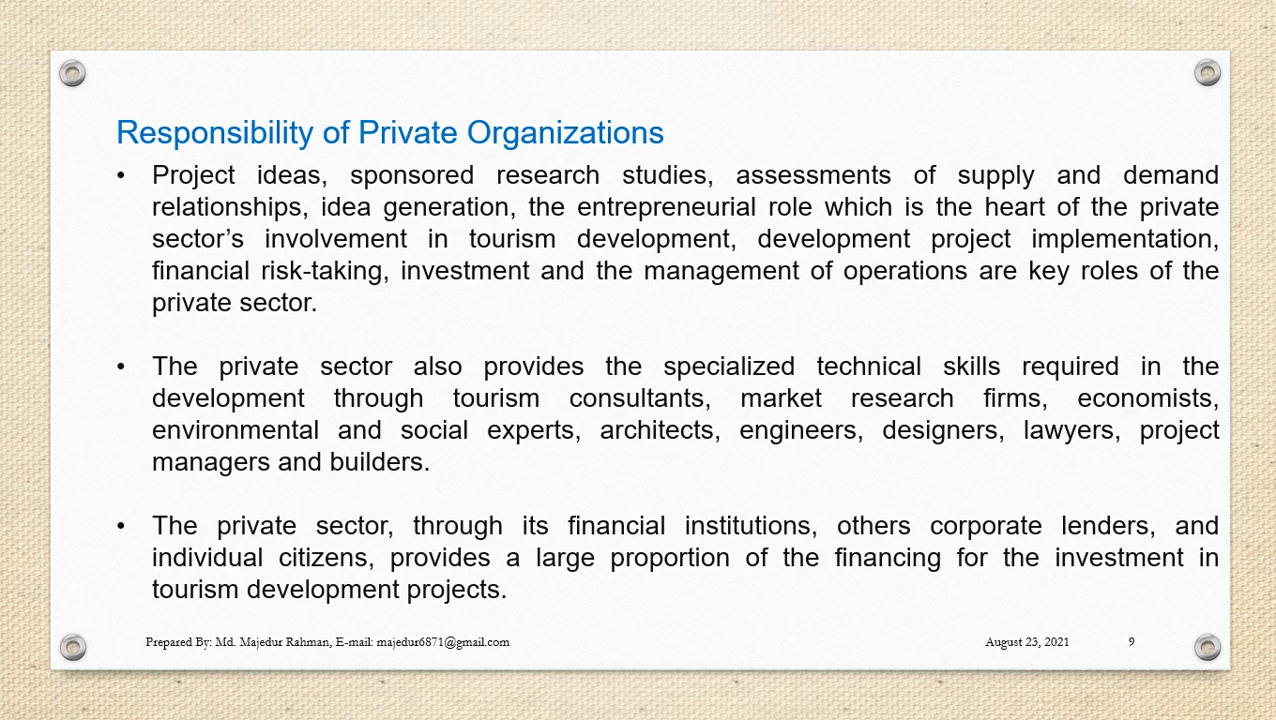 Responsibility of Private Organizations
• Project ideas, sponsored research studies, assessments of supply and demand
relationships, idea generation, the entrepreneurial role which is the heart of the private
sector’s involvement in tourism development, development project implementation,
financial risk-taking, investment and the management of operations are key roles of the
private sector.
• The private sector also provides the specialized technical skills required in the
development through tourism consultants, market research firms, economists,
environmental and social experts, architects, engineers, designers, lawyers, project
managers and builders.
• The private sector, through its financial institutions, others corporate lenders, and
individual citizens, provides a large proportion of the financing for the investment in
tourism development projects.
Prepared By: Md. Majedur Rahman, E-mail: majedur6871@gmail.com August 23, 2021 9